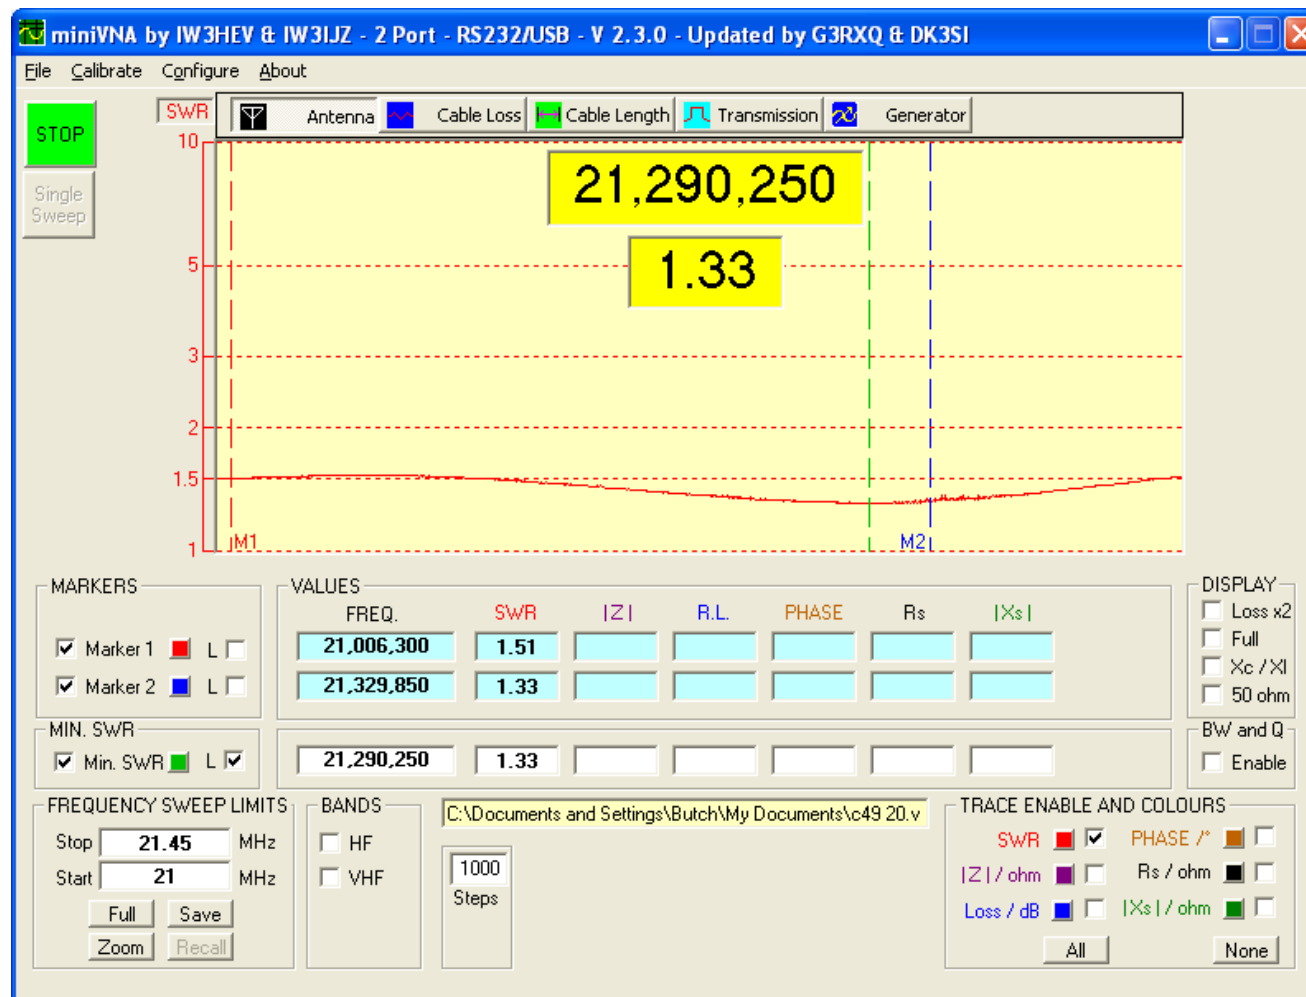 miniVNA by IW3HEV & IW3IJZ - 2 Port - RS232/USB - V 2.3.0 - Updated by G3RXQ & DK3SI
File Calibrate Configure About
STOP
Single
Sweep
SWR Antenna Cable Loss Cable Length Transmission Generator
10
21,290,250
5
1.33
3
2
1.5
1
M1 M2
MARKERS
Marker 1 L
Marker 2 L
VALUES
FREQ. SWR |Z| R.L. PHASE Rs |Xs|
21,006,300 1.51
21,329,850 1.33
DISPLAY
Loss x2
Full
Xc / Xl
50 ohm
MIN. SWR
Min. SWR L
21,290,250 1.33
BW and Q
Enable
FREQUENCY SWEEP LIMITS
Stop 21.45 MHz
Start 21 MHz
Full Save
Zoom Recall
BANDS
HF
VHF
C:\Documents and Settings\Butch\My Documents\c49 20.v
1000
Steps
TRACE ENABLE AND COLOURS
SWR PHASE /°
|Z| / ohm Rs / ohm
Loss / dB |Xs| / ohm
All None